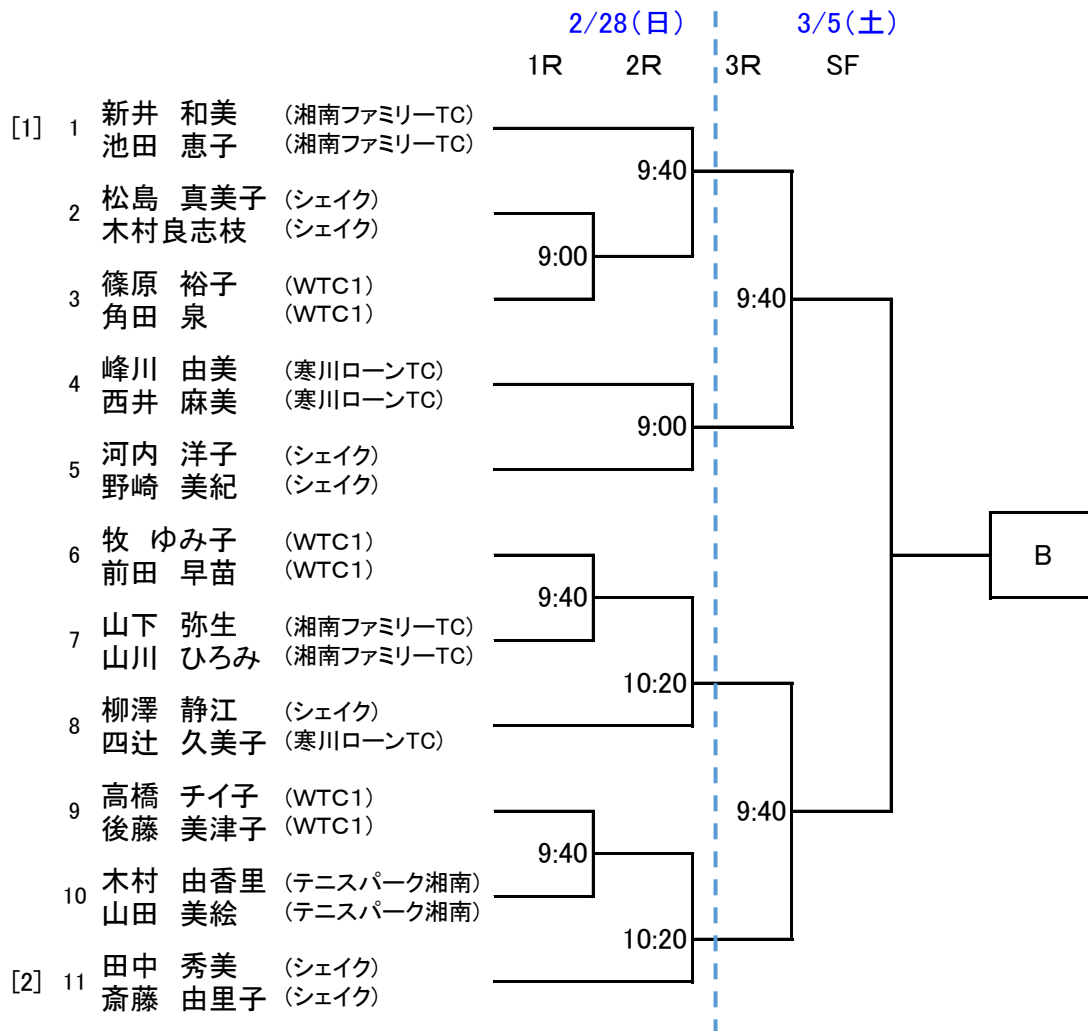 2/28(日) 3/5(土)
1R 2R 3R SF
[1] 1 新井 和美 (湘南ファミリーTC)
池田 恵子 (湘南ファミリーTC)
9:40
2 松島 真美子 (シェイク)
木村良志枝 (シェイク)
9:00
3 篠原 裕子 (WTC1)
角田 泉 (WTC1)
9:40
4 峰川 由美 (寒川ローンTC)
西井 麻美 (寒川ローンTC)
9:00
5 河内 洋子 (シェイク)
野崎 美紀 (シェイク)
6 牧 ゆみ子 (WTC1)
前田 早苗 (WTC1)
B
9:40
7 山下 弥生 (湘南ファミリーTC)
山川 ひろみ (湘南ファミリーTC)
10:20
8 柳澤 静江 (シェイク)
四辻 久美子 (寒川ローンTC)
9 高橋 チイ子 (WTC1)
後藤 美津子 (WTC1)
9:40
9:40
10 木村 由香里 (テニスパーク湘南)
山田 美絵 (テニスパーク湘南)
10:20
[2] 11 田中 秀美 (シェイク)
斎藤 由里子 (シェイク)